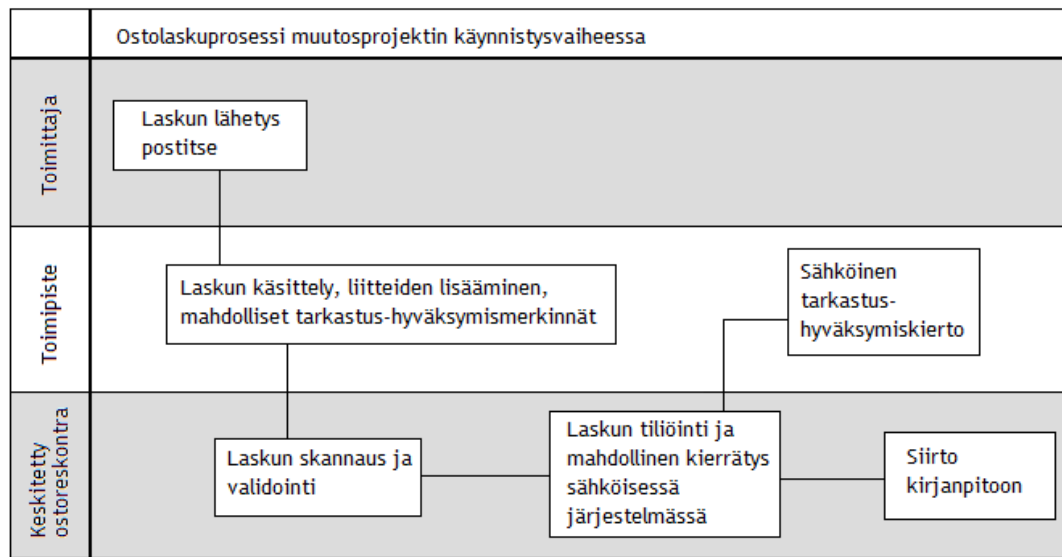 Ostolaskuprosessi muutosprojektin käynnistysvaiheessa
Toimittaja
Laskun lähetys
postitse
Toimipiste
Laskun käsittely, liitteiden lisääminen,
mahdolliset tarkastus-hyväksymismerkinnät
Sähköinen
tarkastus-
hyväksymiskierto
Keskitetty
ostoreskontra
Laskun skannaus ja
validointi
Laskun tiliöinti ja
mahdollinen kierrätys
sähköisessä
järjestelmässä
Siirto
kirjanpitoon